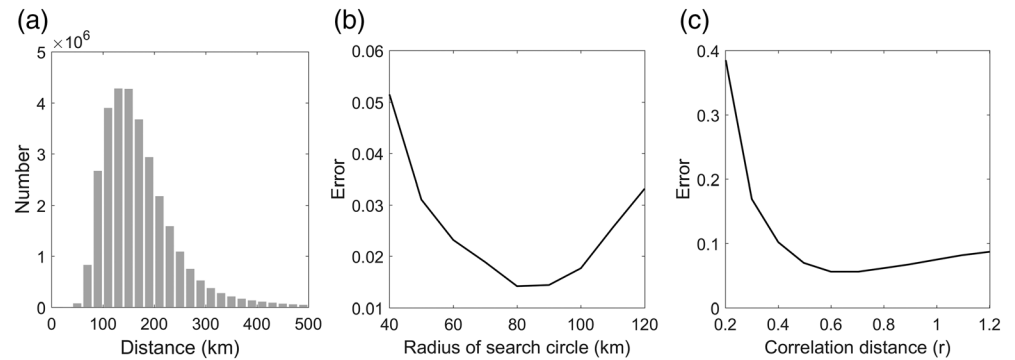 (a)
×10⁶
5
4
3
2
1
0
Number
0 100 200 300 400 500
Distance (km)
(b)
0.06
0.05
0.04
0.03
0.02
0.01
Error
40 60 80 100 120
Radius of search circle (km)
(c)
0.4
0.3
0.2
0.1
0
Error
0.2 0.4 0.6 0.8 1 1.2
Correlation distance (r)